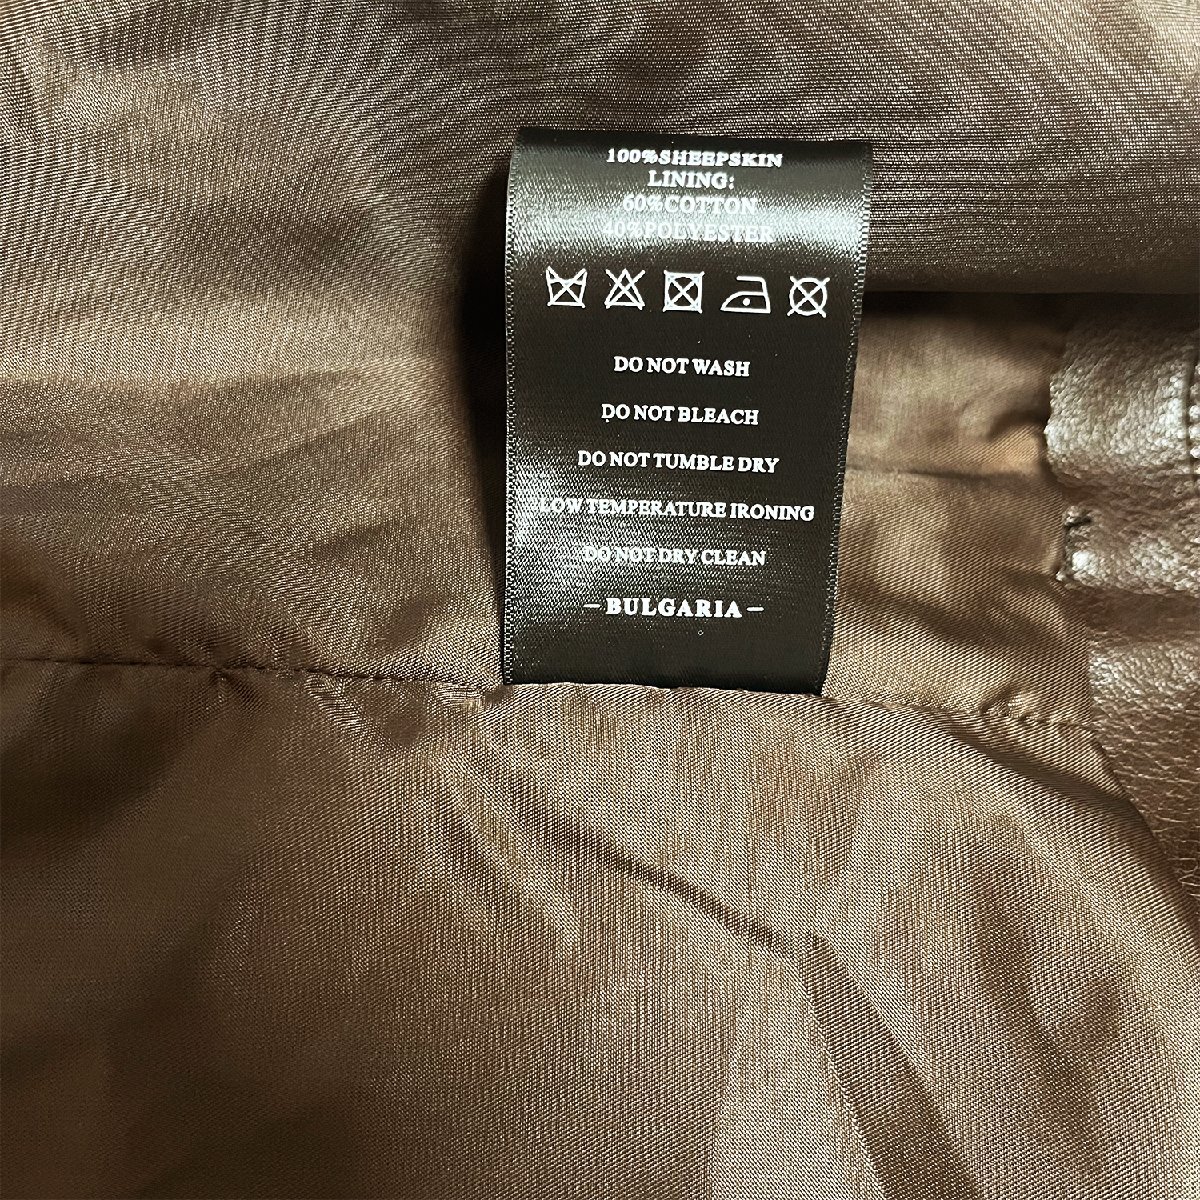 100%SHEEPSKIN
LINING:
60%COTTON
40%POLYESTER
DO NOT WASH
DO NOT BLEACH
DO NOT TUMBLE DRY
LOW TEMPERATURE IRONING
DO NOT DRY CLEAN
–BULGARIA–